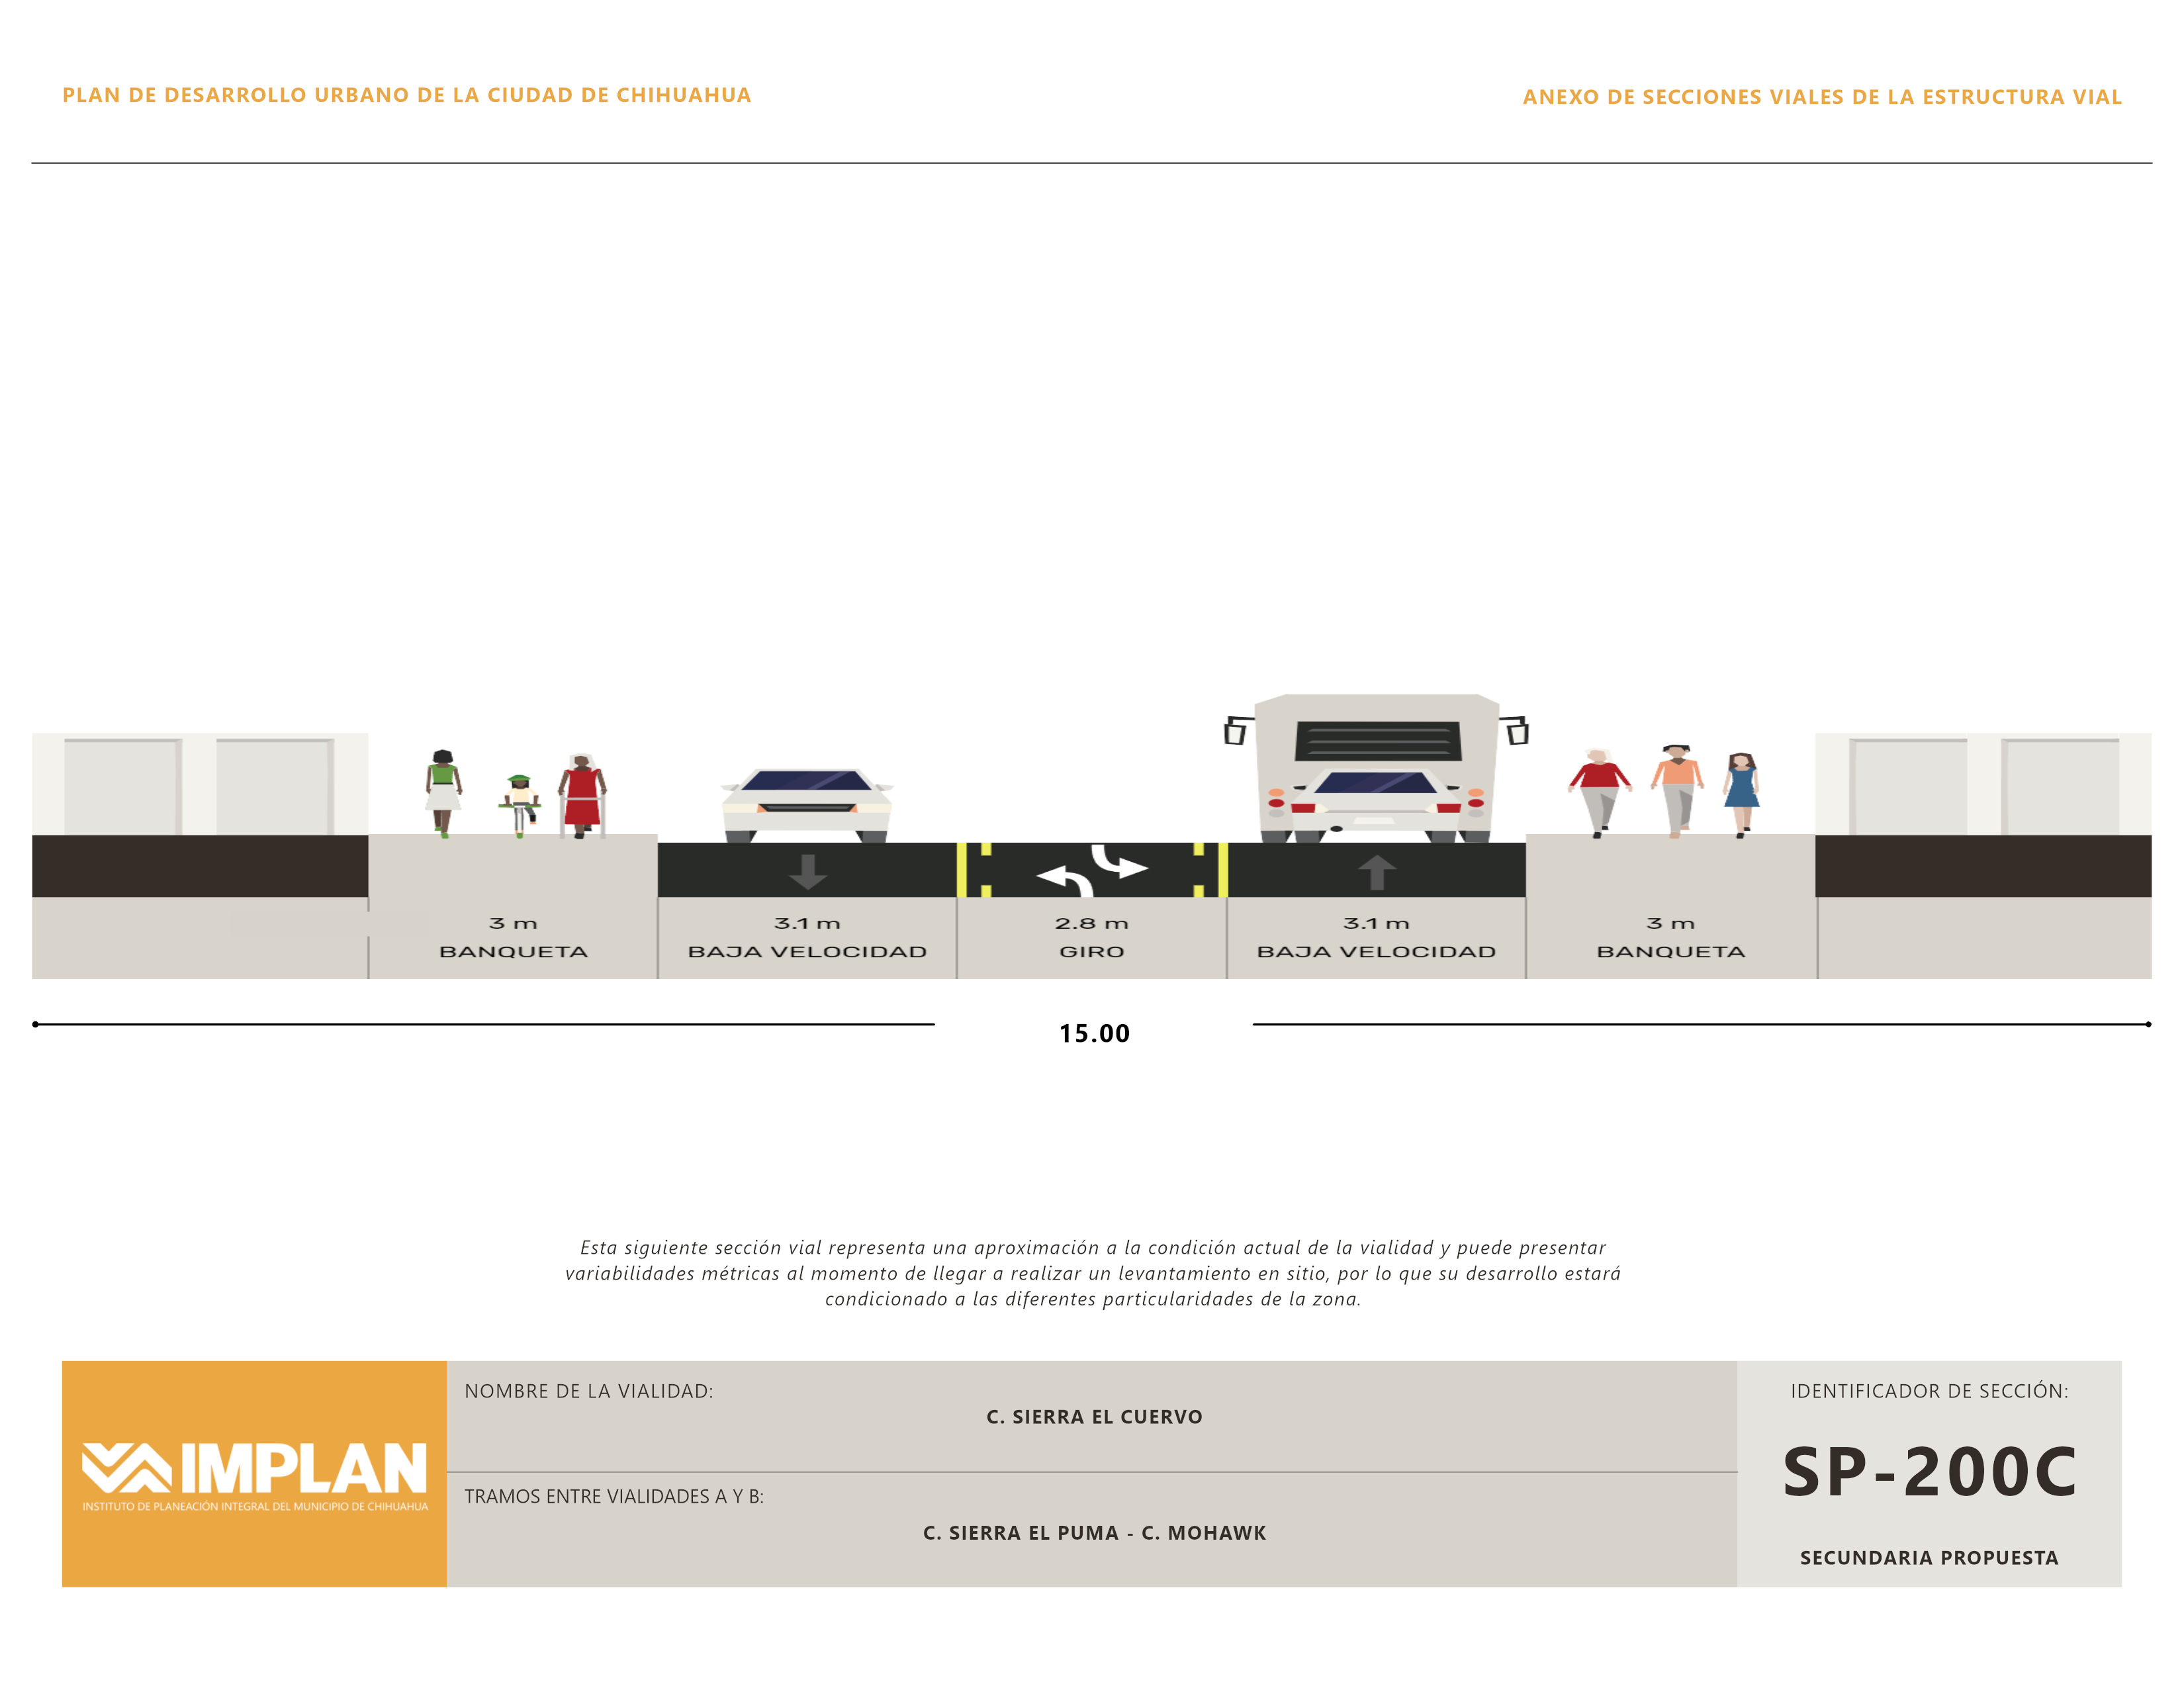 PLAN DE DESARROLLO URBANO DE LA CIUDAD DE CHIHUAHUA
ANEXO DE SECCIONES VIALES DE LA ESTRUCTURA VIAL
3 m
BANQUETA
3.1 m
BAJA VELOCIDAD
2.8 m
GIRO
3.1 m
BAJA VELOCIDAD
3 m
BANQUETA
15.00
Esta siguiente sección vial representa una aproximación a la condición actual de la vialidad y puede presentar
variabilidades métricas al momento de llegar a realizar un levantamiento en sitio, por lo que su desarrollo estará
condicionado a las diferentes particularidades de la zona.
IMPLAN
INSTITUTO DE PLANEACIÓN INTEGRAL DEL MUNICIPIO DE CHIHUAHUA
NOMBRE DE LA VIALIDAD:
C. SIERRA EL CUERVO
TRAMOS ENTRE VIALIDADES A Y B:
C. SIERRA EL PUMA - C. MOHAWK
IDENTIFICADOR DE SECCIÓN:
SP-200C
SECUNDARIA PROPUESTA